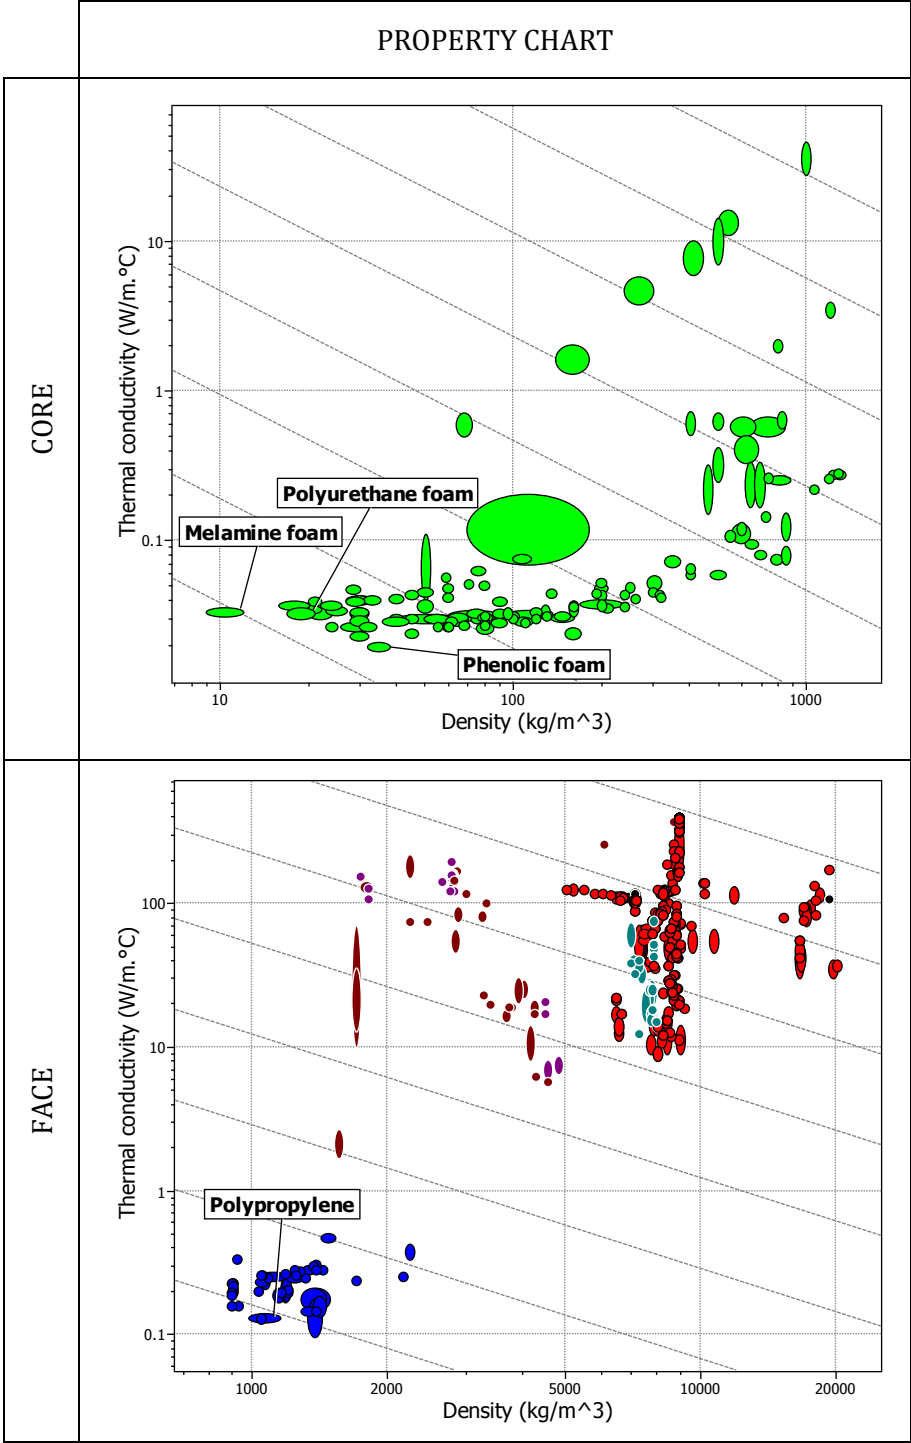 PROPERTY CHART
CORE
Thermal conductivity (W/m.°C)
10
1
0.1
Polyurethane foam
Melamine foam
Phenolic foam
10
100
1000
Density (kg/m^3)
FACE
Thermal conductivity (W/m.°C)
100
10
1
0.1
Polypropylene
1000
2000
5000
10000
20000
Density (kg/m^3)